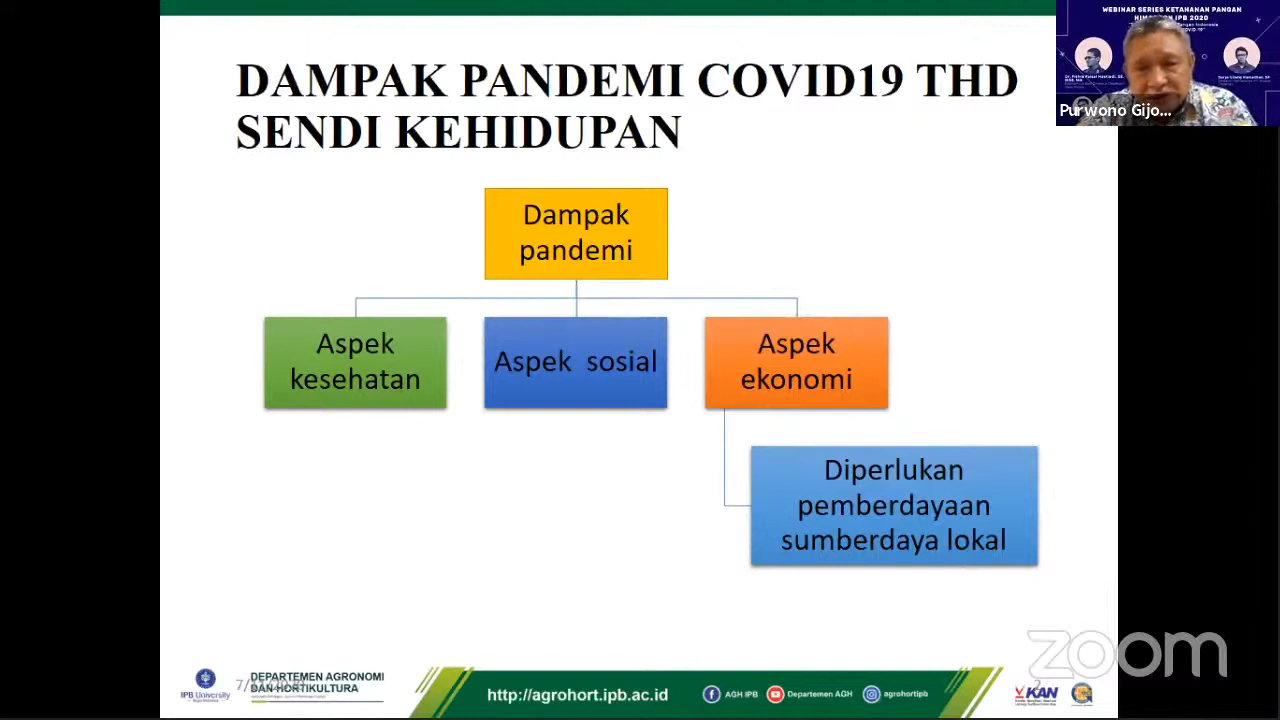 DAMPAK PANDEMI COVID19 THD
SENDI KEHIDUPAN
Dampak
pandemi
Aspek
kesehatan
Aspek sosial
Aspek
ekonomi
Diperlukan
pemberdayaan
sumberdaya lokal
WEBINAR SERIES KETAHANAN PANGAN
IPB 2020
Purwono Gijo...
zoom
IPB University
DEPARTEMEN AGRONOMI
DAN HORTIKULTURA
http://agrohort.ipb.ac.id
AGH IPB
Departemen AGH
agrohortipb
KAN
2